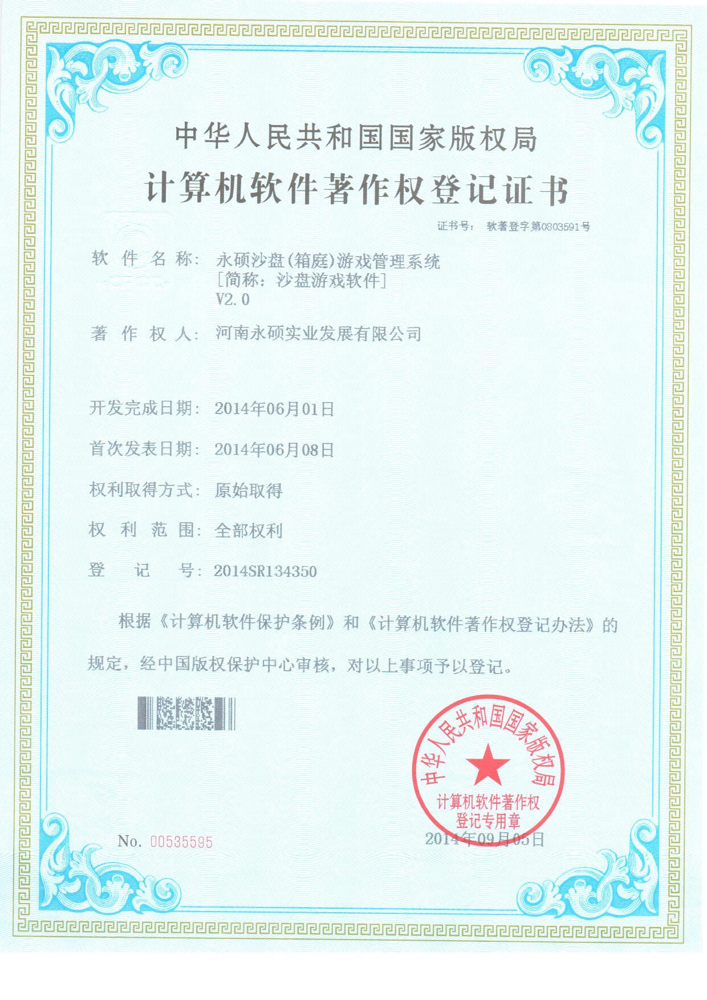 中华人民共和国国家版权局
计算机软件著作权登记证书
证书号： 软著登字第0803591号
软件名称： 永硕沙盘(箱庭)游戏管理系统
[简称：沙盘游戏软件]
V2.0
著作权人： 河南永硕实业发展有限公司
开发完成日期： 2014年06月01日
首次发表日期： 2014年06月08日
权利取得方式： 原始取得
权利范围： 全部权利
登记号： 2014SR134350
根据《计算机软件保护条例》和《计算机软件著作权登记办法》的
规定，经中国版权保护中心审核，对以上事项予以登记。
中华人民共和国国家版权局
计算机软件著作权
登记专用章
No. 00535595
2014年09月05日